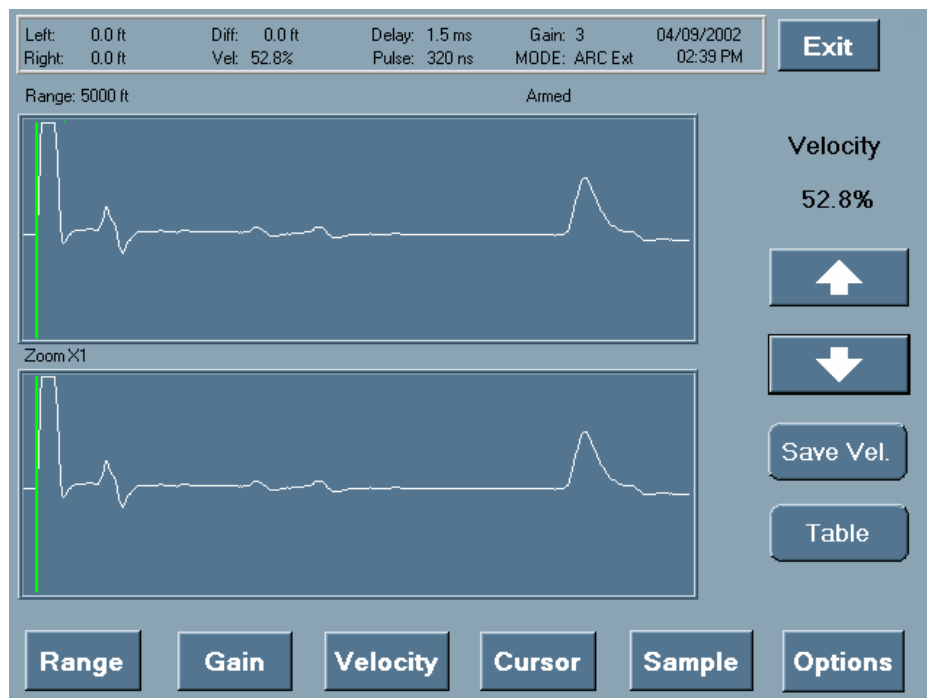 Left: 0.0 ft Diff: 0.0 ft Delay: 1.5 ms Gain: 3 04/09/2002
Right: 0.0 ft Vel: 52.8% Pulse: 320 ns MODE: ARC Ext 02:39 PM
Exit
Range: 5000 ft Armed
Velocity
52.8%
Zoom X1
Save Vel.
Table
Range Gain Velocity Cursor Sample Options